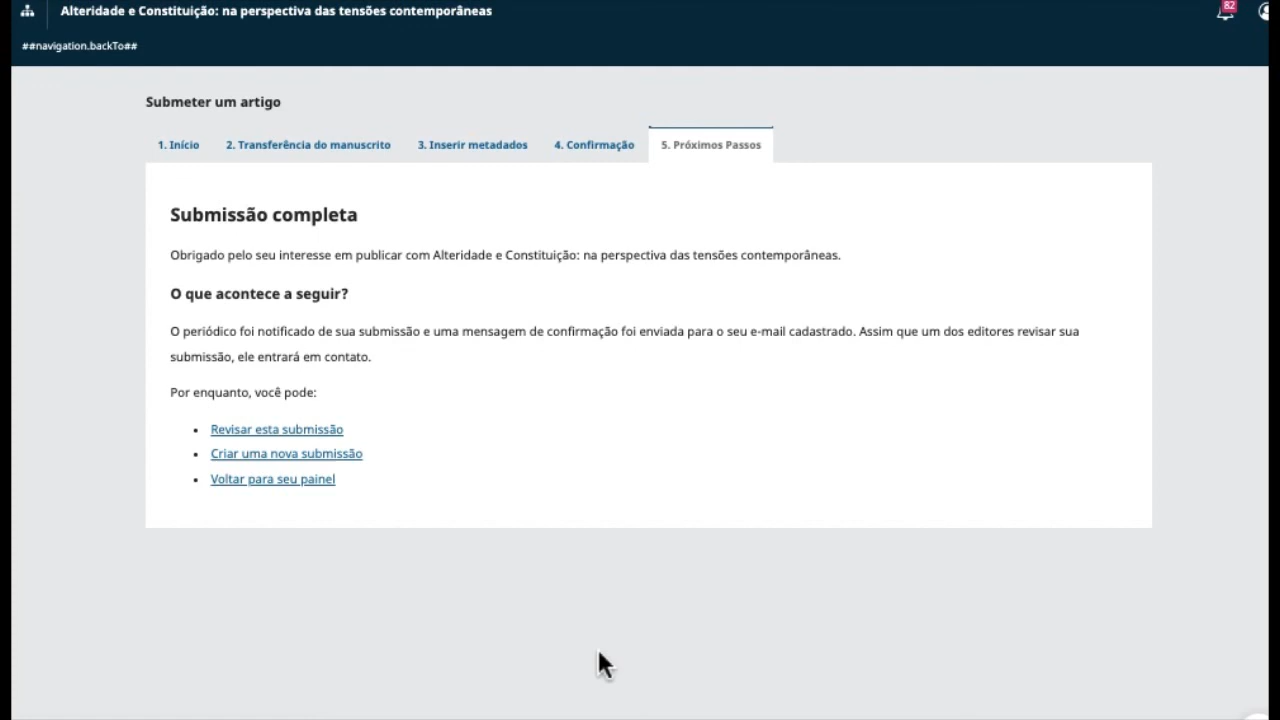 Alteridade e Constituição: na perspectiva das tensões contemporâneas
82
##navigation.backTo##
Submeter um artigo
1. Início 2. Transferência do manuscrito 3. Inserir metadados 4. Confirmação 5. Próximos Passos
Submissão completa
Obrigado pelo seu interesse em publicar com Alteridade e Constituição: na perspectiva das tensões contemporâneas.
O que acontece a seguir?
O periódico foi notificado de sua submissão e uma mensagem de confirmação foi enviada para o seu e-mail cadastrado. Assim que um dos editores revisar sua
submissão, ele entrará em contato.
Por enquanto, você pode:
• Revisar esta submissão
• Criar uma nova submissão
• Voltar para seu painel